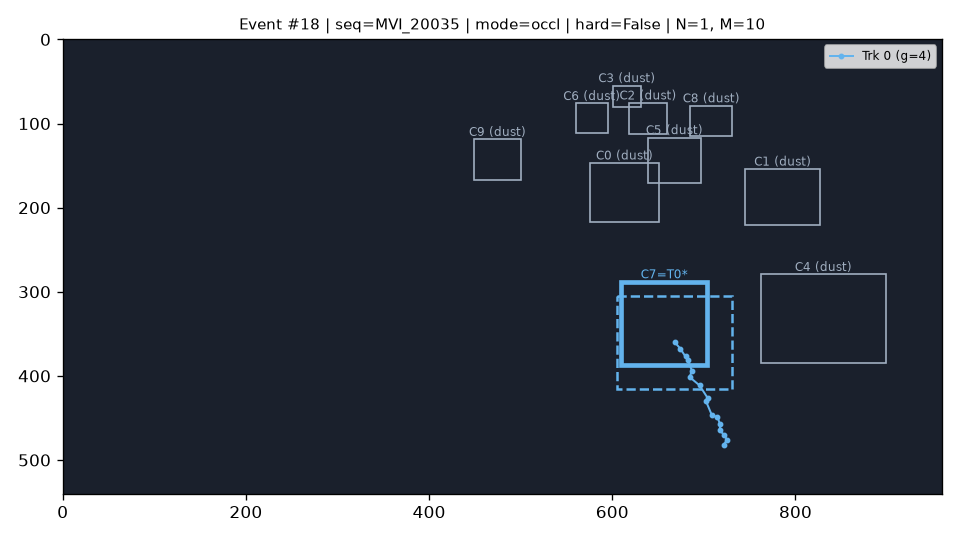 Event #18 | seq=MVI_20035 | mode=occl | hard=False | N=1, M=10
Trk 0 (g=4)
C3 (dust)
C6 (dust)
C2 (dust)
C8 (dust)
C9 (dust)
C5 (dust)
C0 (dust)
C1 (dust)
C4 (dust)
C7=T0*
0
100
200
300
400
500
0
200
400
600
800